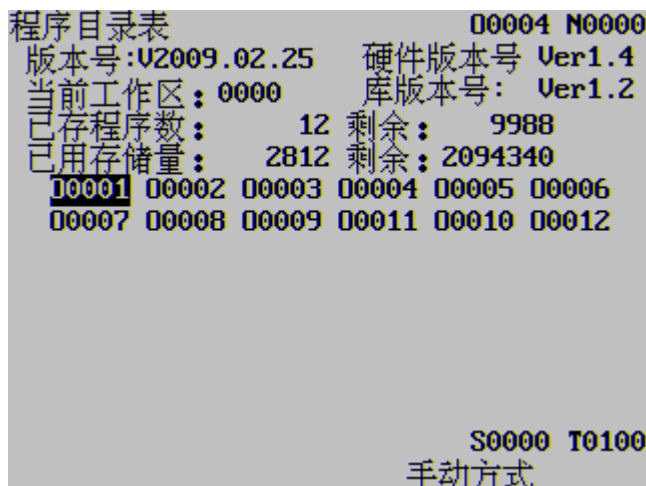 程序目录表 O0004 N0000
版本号:V2009.02.25 硬件版本号 Ver1.4
当前工作区:0000 库版本号: Ver1.2
已存程序数: 12 剩余: 9988
已用存储量: 2812 剩余:2094340
O0001 O0002 O0003 O0004 O0005 O0006
O0007 O0008 O0009 O0011 O0010 O0012
S0000 T0100
手动方式